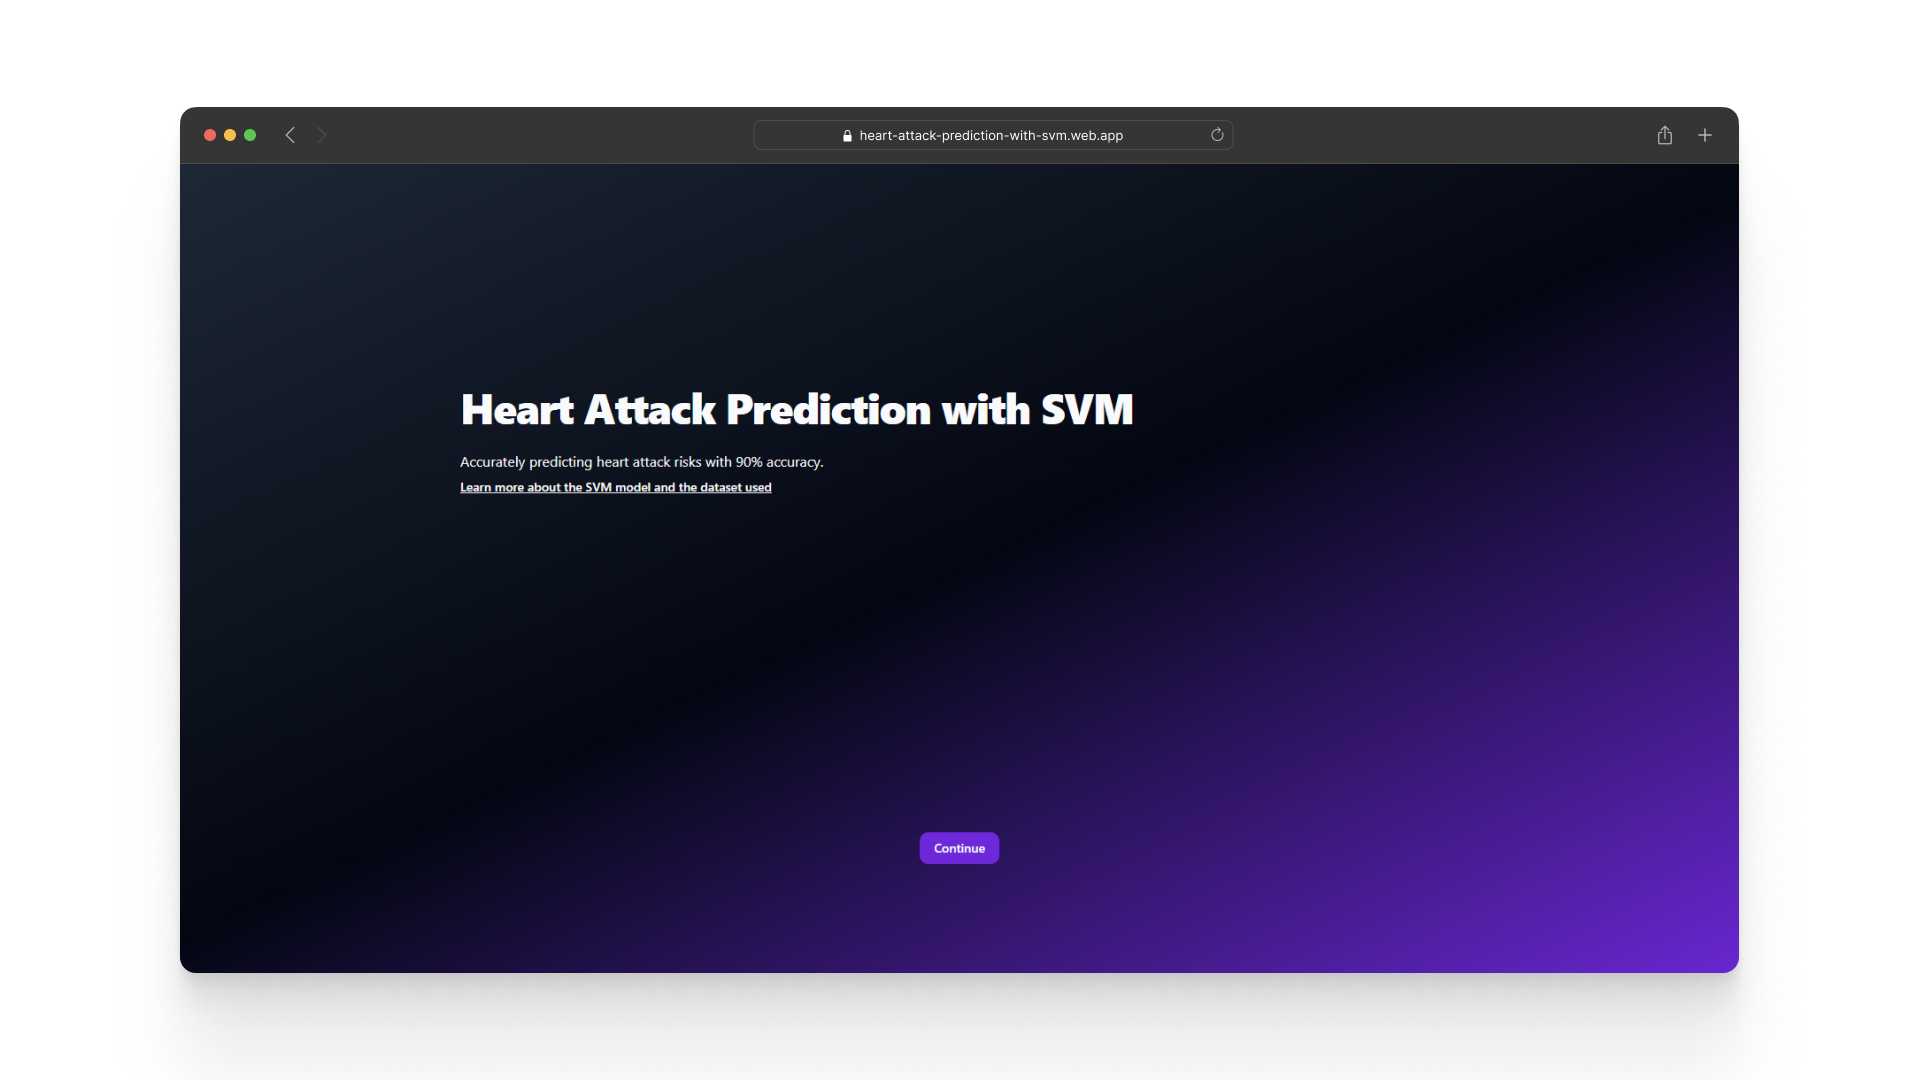 heart-attack-prediction-with-svm.web.app
Heart Attack Prediction with SVM
Accurately predicting heart attack risks with 90% accuracy.
Learn more about the SVM model and the dataset used
Continue